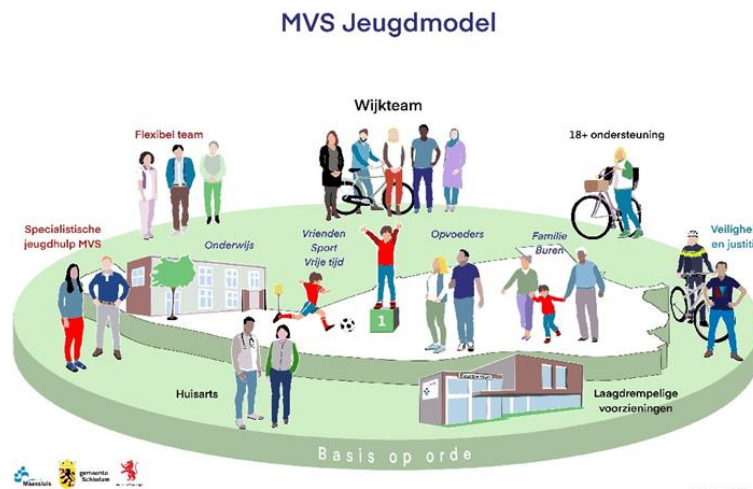 MVS Jeugdmodel
Wijkteam
Flexibel team
18+ ondersteuning
Specialistische
jeugdhulp MVS
Onderwijs
Vrienden
Sport
Vrije tijd
Opvoeders
Familie
Buren
Veilighe
en justiti
1
Huisarts
Laagdrempelige
voorzieningen
Basis op orde
Maassluis
gemeente
Schiedam